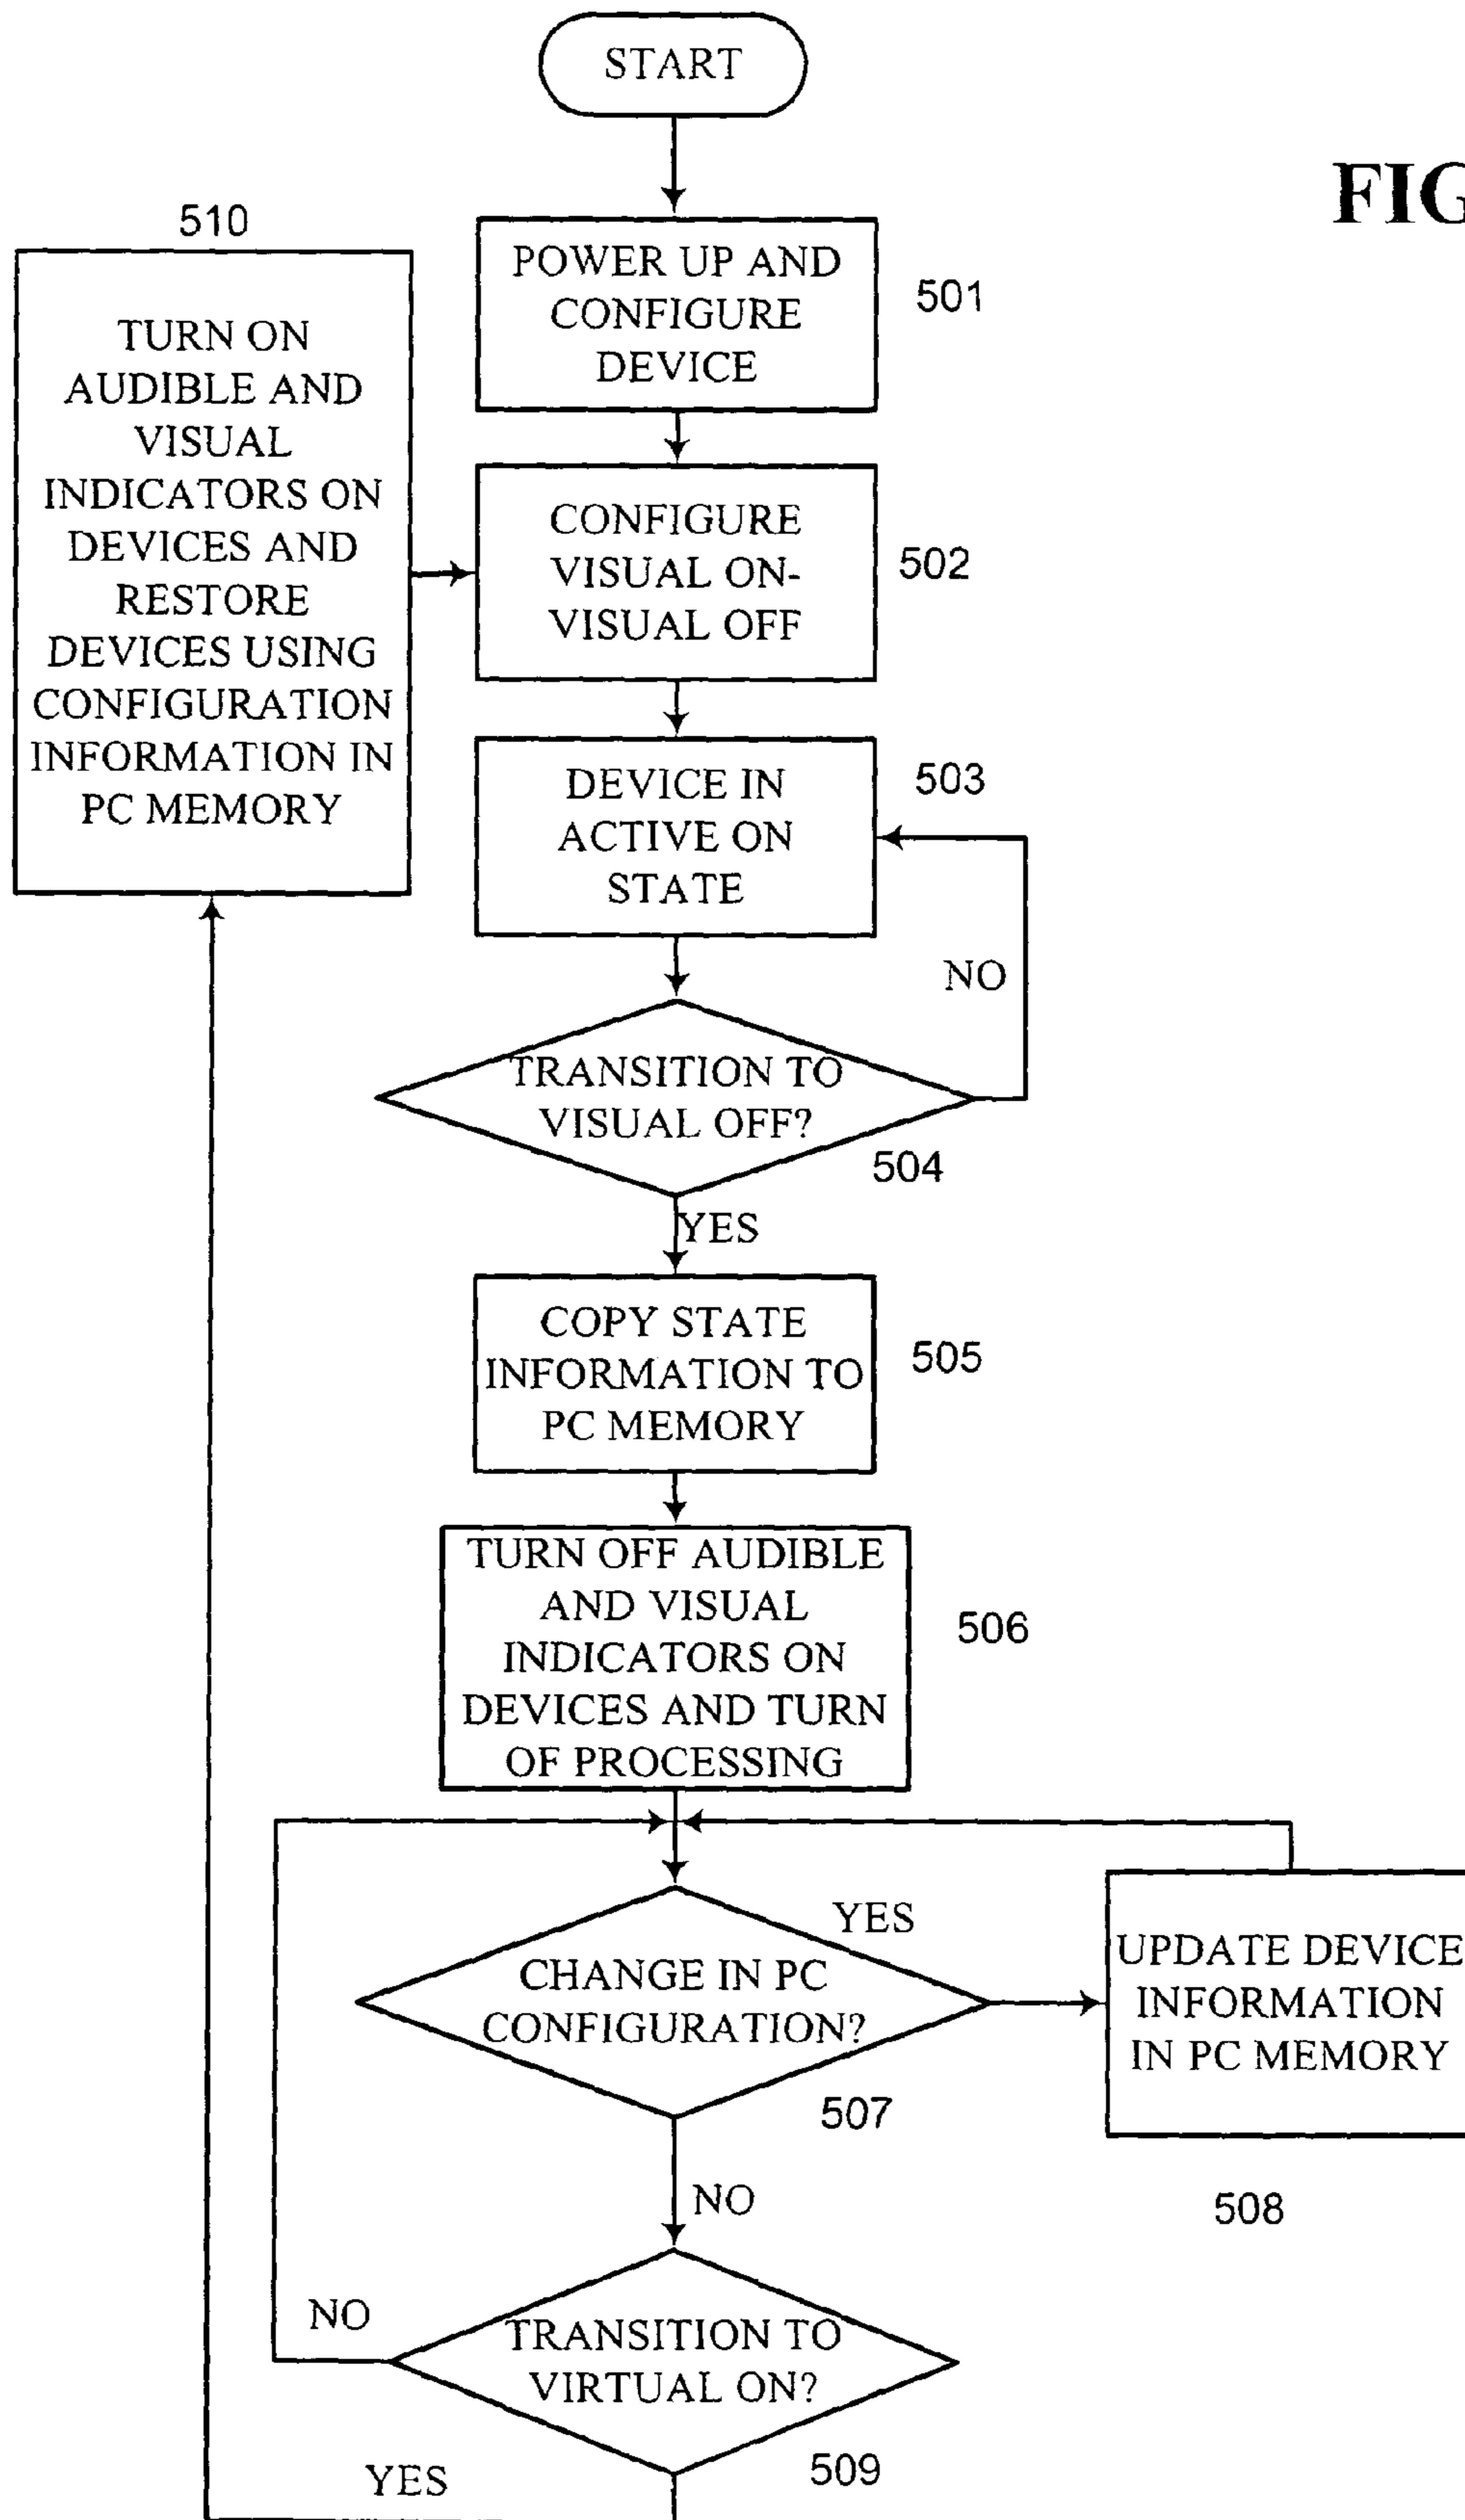 START
FIG
510
POWER UP AND
CONFIGURE
DEVICE
501
TURN ON
AUDIBLE AND
VISUAL
INDICATORS ON
DEVICES AND
RESTORE
DEVICES USING
CONFIGURATION
INFORMATION IN
PC MEMORY
CONFIGURE
VISUAL ON-
VISUAL OFF
502
DEVICE IN
ACTIVE ON
STATE
503
NO
TRANSITION TO
VISUAL OFF?
504
YES
COPY STATE
INFORMATION TO
PC MEMORY
505
TURN OFF AUDIBLE
AND VISUAL
INDICATORS ON
DEVICES AND TURN
OF PROCESSING
506
YES
CHANGE IN PC
CONFIGURATION?
507
UPDATE DEVICE
INFORMATION
IN PC MEMORY
508
NO
NO
TRANSITION TO
VIRTUAL ON?
509
YES